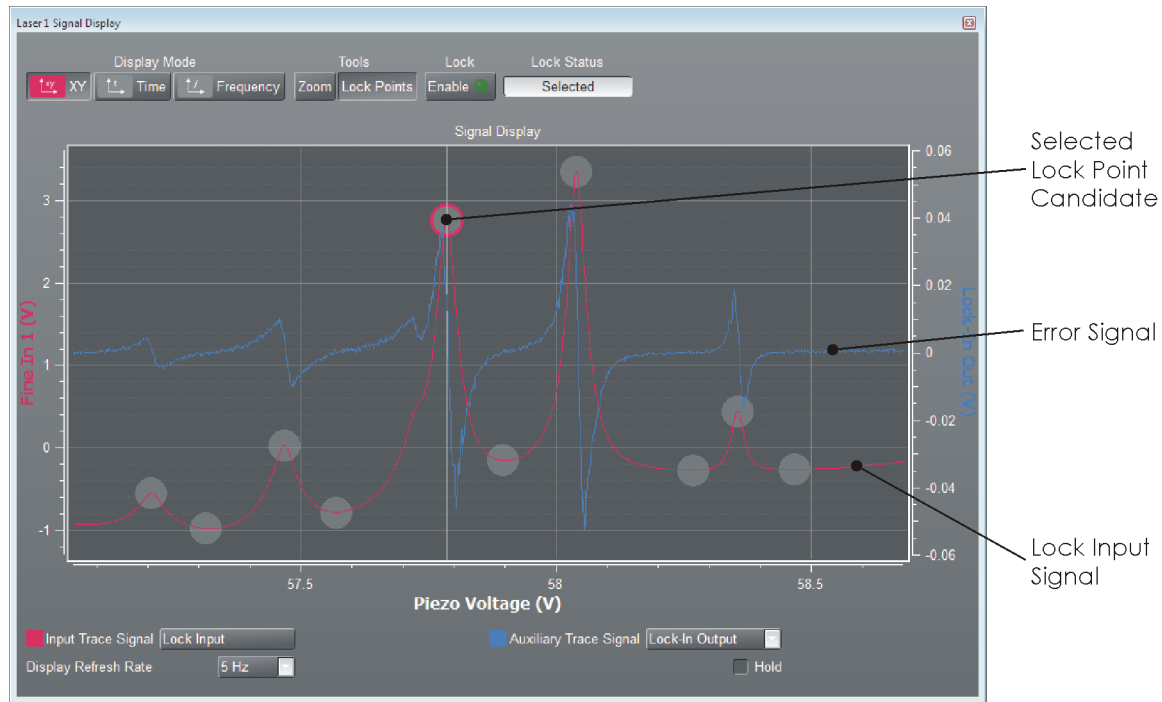 Laser1 Signal Display
Display Mode
Tools
Lock
Lock Status
xy XY
t Time
f Frequency
Zoom
Lock Points
Enable
Selected
Signal Display
Fine In 1 (V)
3
2
1
0
-1
0.06
0.04
0.02
0
-0.02
-0.04
-0.06
Lock-In Out (V)
57.5
58
58.5
Piezo Voltage (V)
Input Trace Signal Lock Input
Auxiliary Trace Signal Lock-In Output
Display Refresh Rate 5 Hz
Hold
Selected
Lock Point
Candidate
Error Signal
Lock Input
Signal